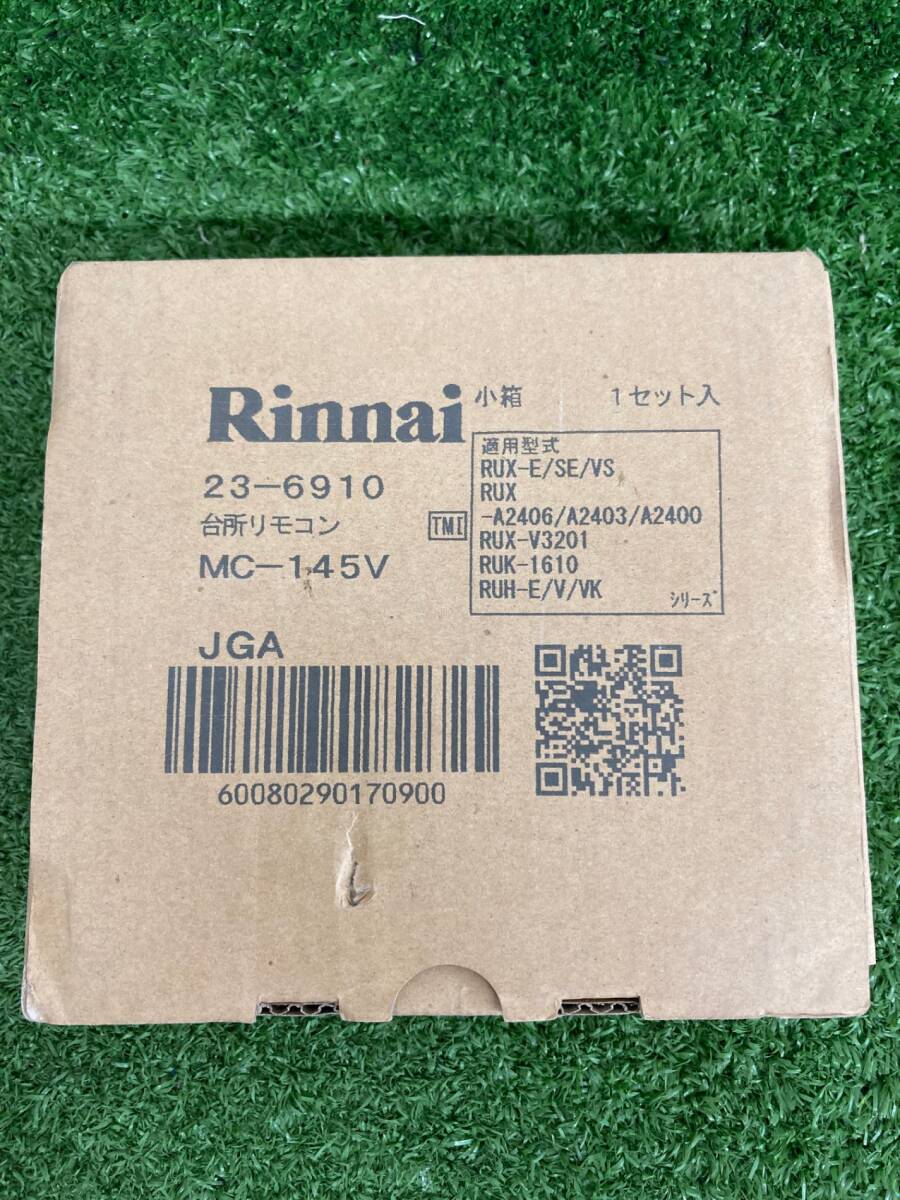 Rinnai 小箱 1セット入
23-6910
台所リモコン TMI
MC-145V
適用型式
RUX-E/SE/VS
RUX
-A2406/A2403/A2400
RUX-V3201
RUK-1610
RUH-E/V/VK
ｼﾘｰｽﾞ
JGA
60080290170900